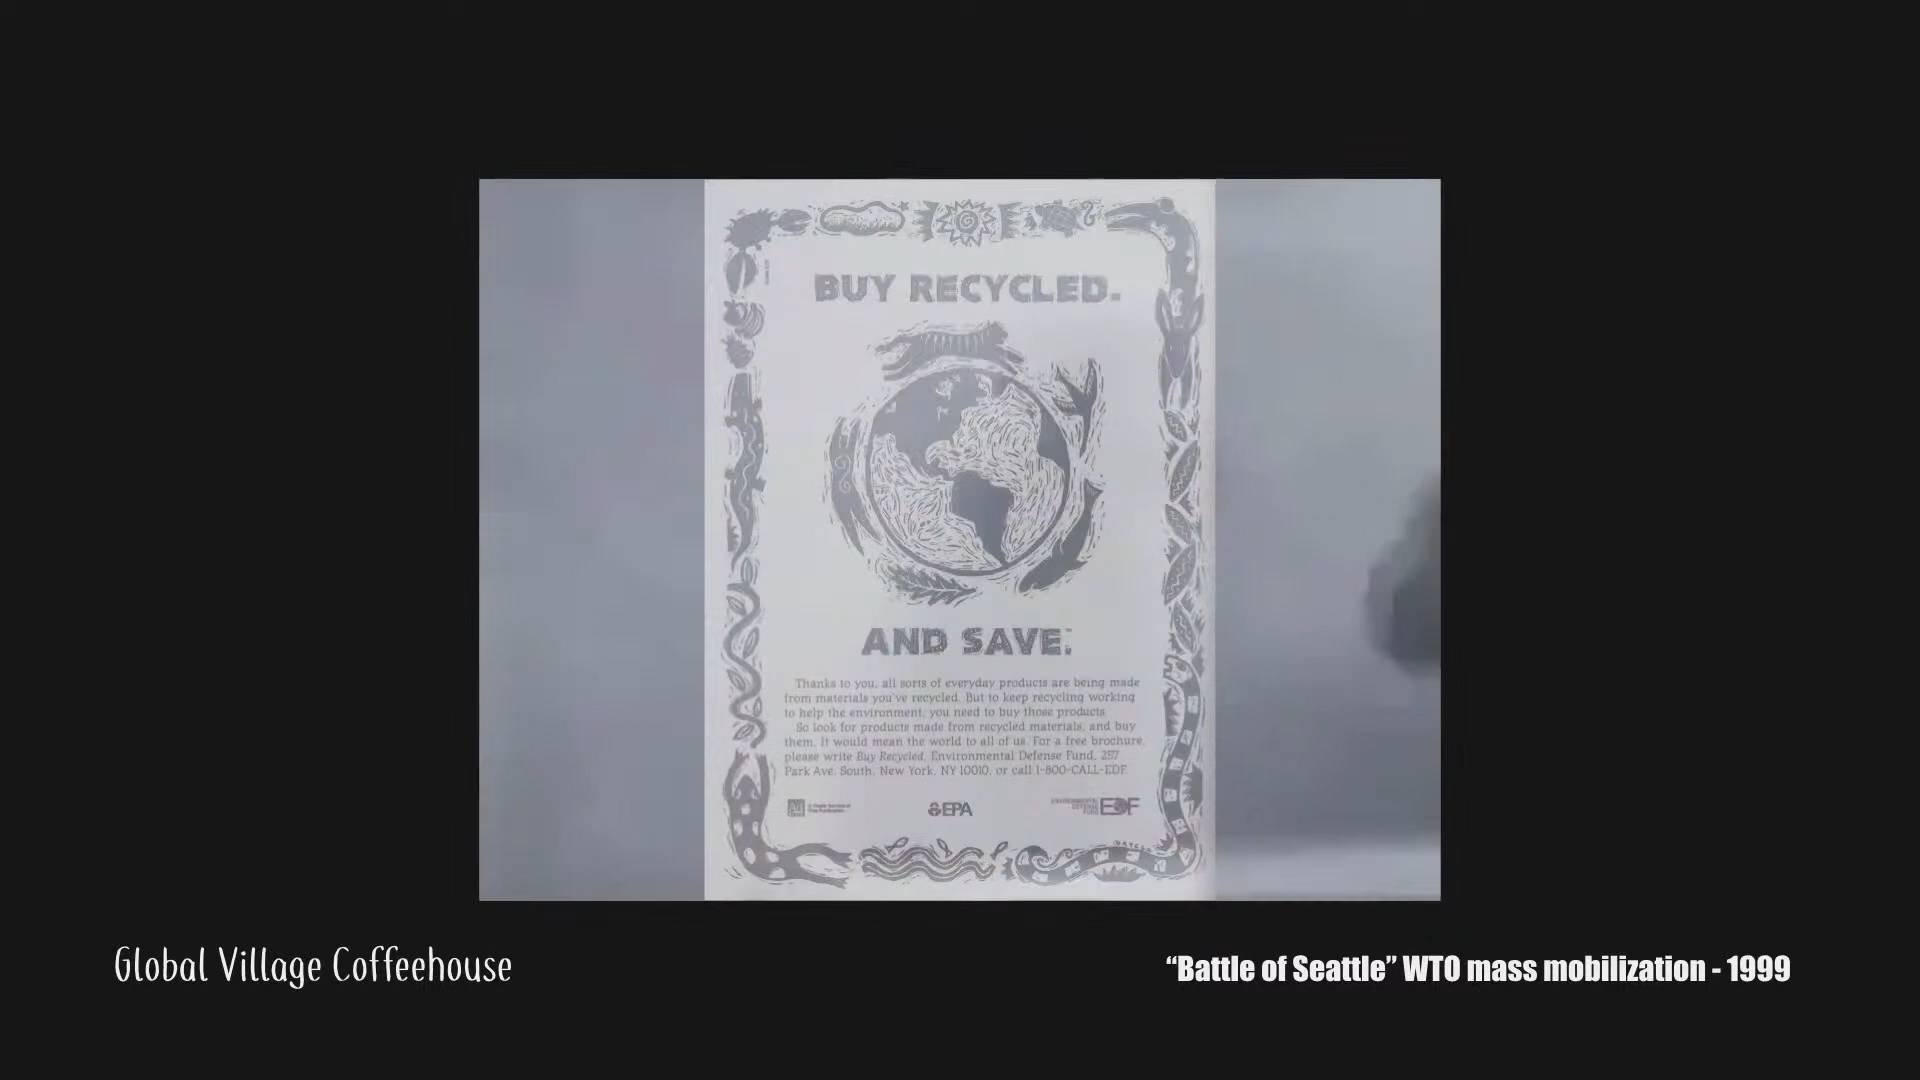 BUY RECYCLED.
AND SAVE.
Thanks to you, all sorts of everyday products are being made
from materials you've recycled. But to keep recycling working
to help the environment, you need to buy those products.
So look for products made from recycled materials, and buy
them. It would mean the world to all of us. For a free brochure,
please write Buy Recycled, Environmental Defense Fund, 257
Park Ave. South, New York, NY 10010, or call 1-800-CALL-EDF.
Ad
EPA
ENVIRONMENTAL
DEFENSE
FUND
EDF
Global Village Coffeehouse
“Battle of Seattle” WTO mass mobilization - 1999